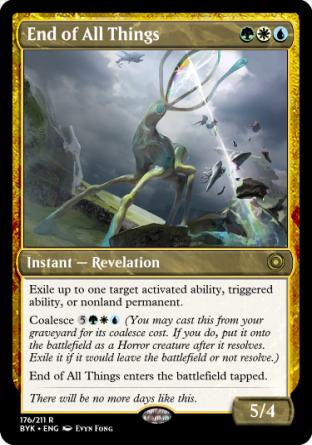 End of All Things
Instant — Revelation
Exile up to one target activated ability, triggered
ability, or nonland permanent.
Coalesce 5 (You may cast this from your
graveyard for its coalesce cost. If you do, put it onto
the battlefield as a Horror creature after it resolves.
Exile it if it would leave the battlefield or not resolve.)
End of All Things enters the battlefield tapped.
There will be no more days like this.
176/211 R
BYK • ENG Evyn Fong
5/4